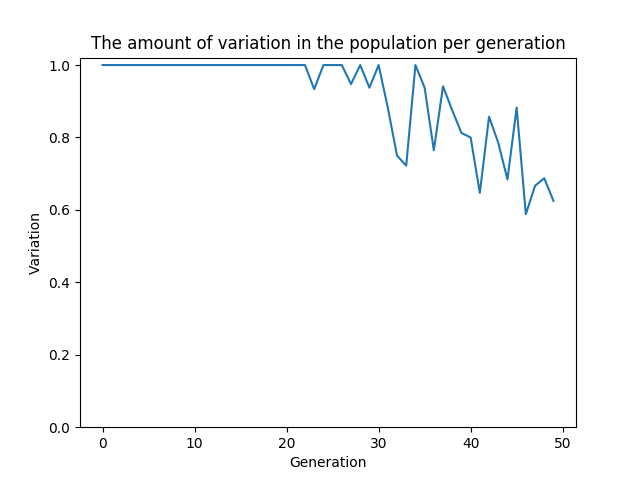 The amount of variation in the population per generation
1.0
0.8
0.6
0.4
0.2
0.0
Variation
0 10 20 30 40 50
Generation